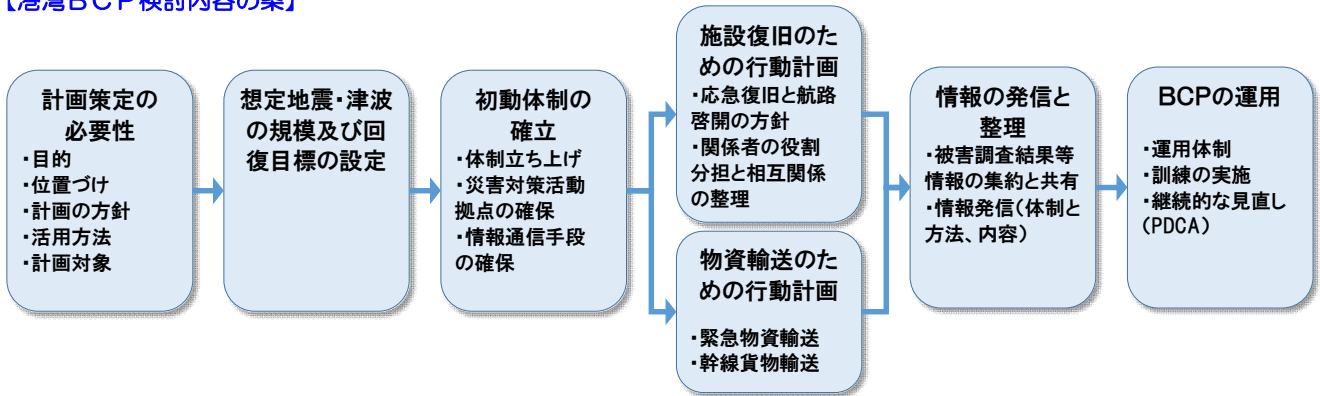 【港湾BCP検討内容の案】
計画策定の
必要性
・目的
・位置づけ
・計画の方針
・活用方法
・計画対象
想定地震・津波
の規模及び回
復目標の設定
初動体制の
確立
・体制立ち上げ
・災害対策活動
拠点の確保
・情報通信手段
の確保
施設復旧のた
めの行動計画
・応急復旧と航路
啓開の方針
・関係者の役割
分担と相互関係
の整理
物資輸送のた
めの行動計画
・緊急物資輸送
・幹線貨物輸送
情報の発信と
整理
・被害調査結果等
情報の集約と共有
・情報発信(体制と
方法、内容)
BCPの運用
・運用体制
・訓練の実施
・継続的な見直し
(PDCA)